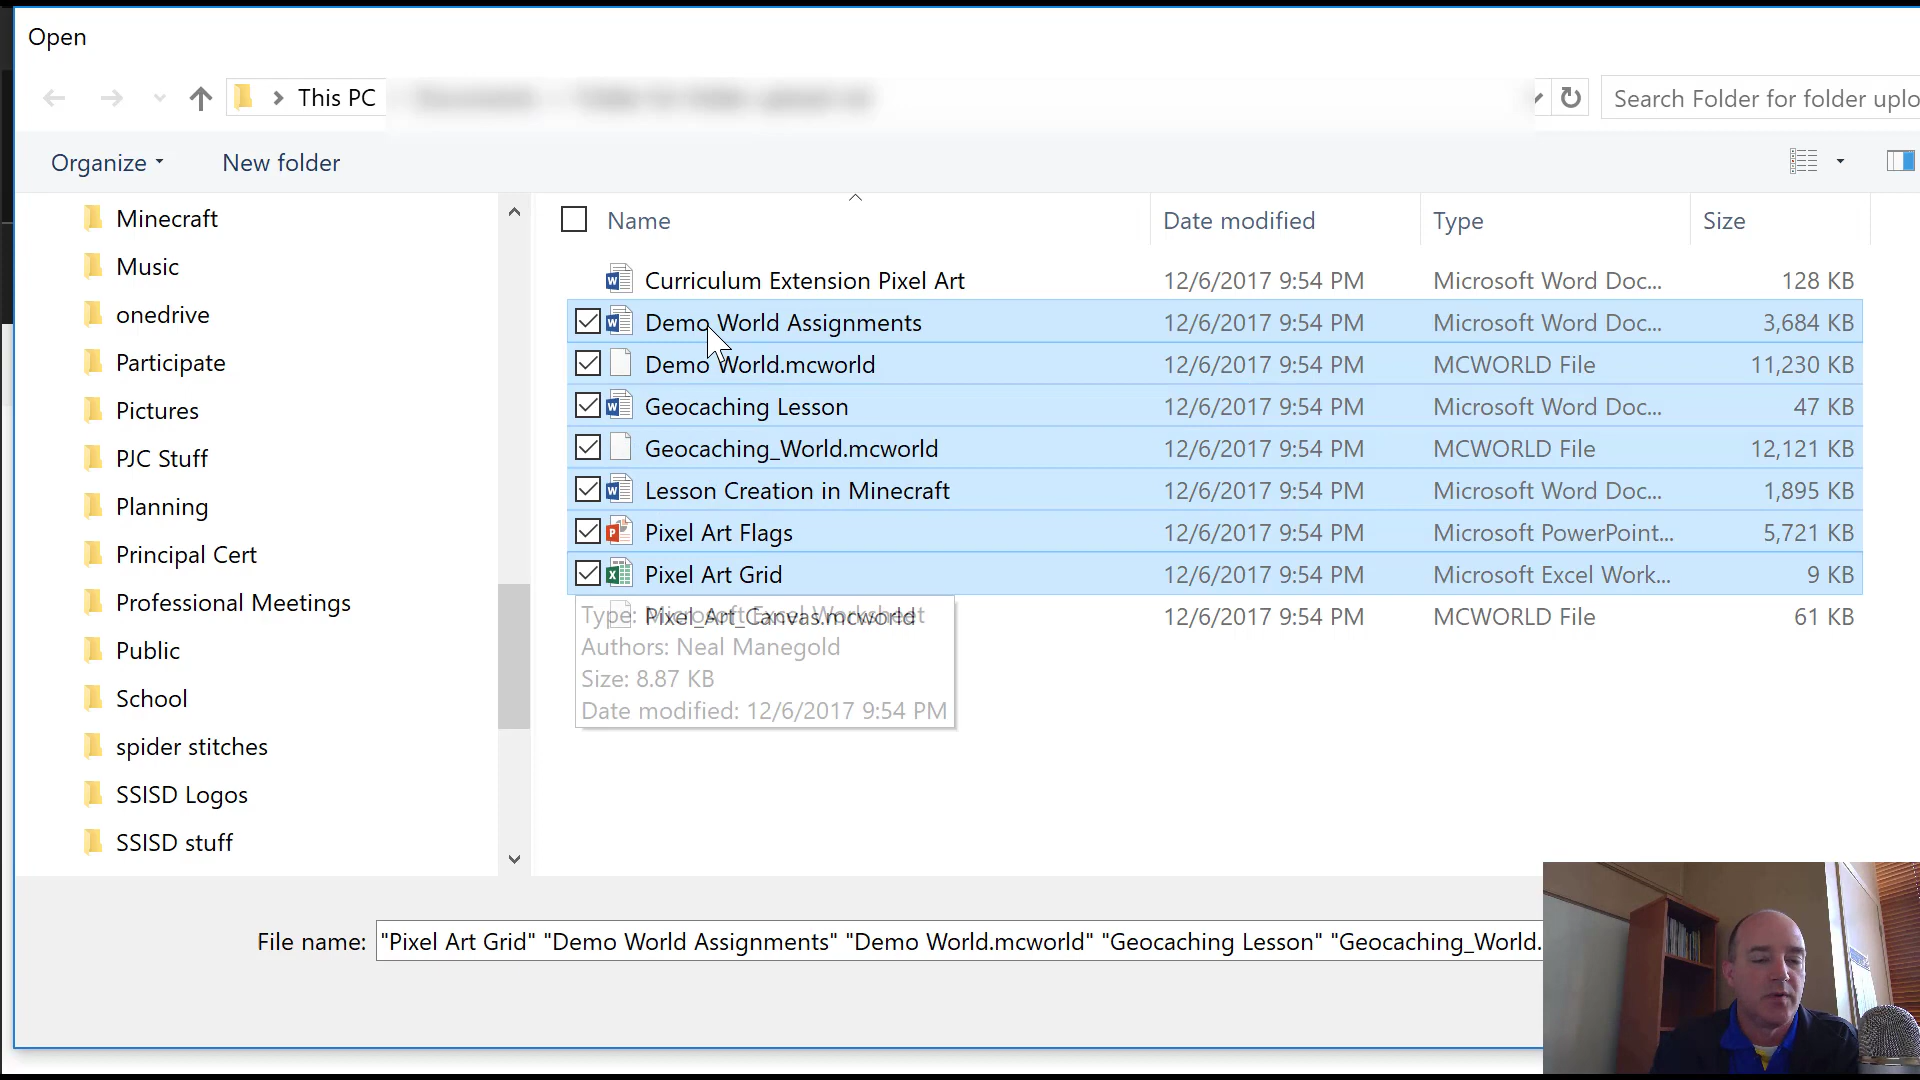 Open
This PC
Search Folder for folder uplo
Organize
New folder
Minecraft
Music
onedrive
Participate
Pictures
PJC Stuff
Planning
Principal Cert
Professional Meetings
Public
School
spider stitches
SSISD Logos
SSISD stuff
Name Date modified Type Size
Curriculum Extension Pixel Art 12/6/2017 9:54 PM Microsoft Word Doc... 128 KB
Demo World Assignments 12/6/2017 9:54 PM Microsoft Word Doc... 3,684 KB
Demo World.mcworld 12/6/2017 9:54 PM MCWORLD File 11,230 KB
Geocaching Lesson 12/6/2017 9:54 PM Microsoft Word Doc... 47 KB
Geocaching_World.mcworld 12/6/2017 9:54 PM MCWORLD File 12,121 KB
Lesson Creation in Minecraft 12/6/2017 9:54 PM Microsoft Word Doc... 1,895 KB
Pixel Art Flags 12/6/2017 9:54 PM Microsoft PowerPoint... 5,721 KB
Pixel Art Grid 12/6/2017 9:54 PM Microsoft Excel Work... 9 KB
Pixel_Art_Canvas.mcworld 12/6/2017 9:54 PM MCWORLD File 61 KB
Type: Microsoft Excel Worksheet
Authors: Neal Manegold
Size: 8.87 KB
Date modified: 12/6/2017 9:54 PM
File name: "Pixel Art Grid" "Demo World Assignments" "Demo World.mcworld" "Geocaching Lesson" "Geocaching_World.